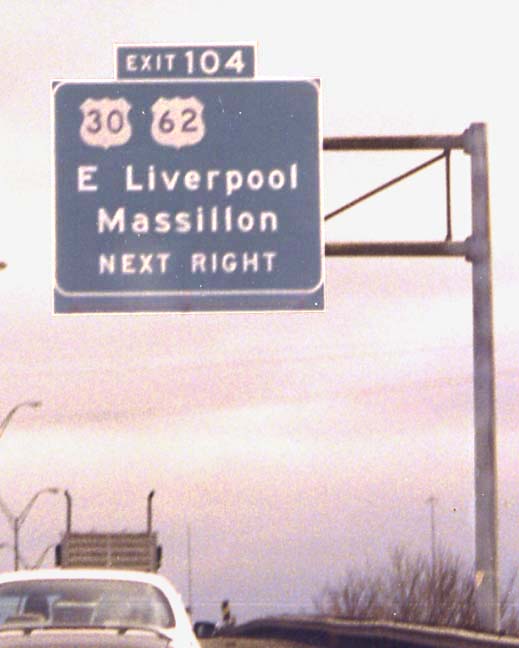 EXIT 104
30 62
E Liverpool
Massillon
NEXT RIGHT